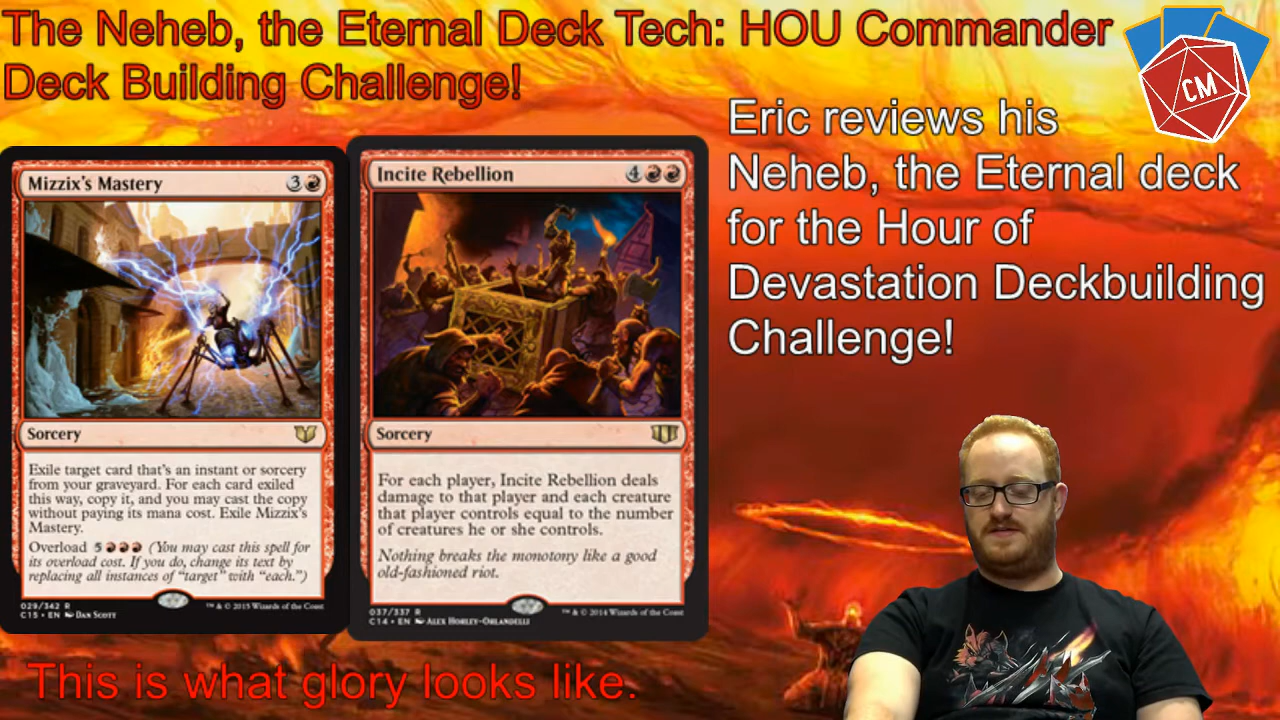 The Neheb, the Eternal Deck Tech: HOU Commander
Deck Building Challenge!
CM
Eric reviews his
Neheb, the Eternal deck
for the Hour of
Devastation Deckbuilding
Challenge!
Mizzix's Mastery 3
Sorcery
Exile target card that's an instant or sorcery
from your graveyard. For each card exiled
this way, copy it, and you may cast the copy
without paying its mana cost. Exile Mizzix's
Mastery.
Overload 5 (You may cast this spell for
its overload cost. If you do, change its text by
replacing all instances of "target" with "each.")
029/342 R
C15 • EN Dan Scott
™ & © 2015 Wizards of the Coast
Incite Rebellion 4
Sorcery
For each player, Incite Rebellion deals
damage to that player and each creature
that player controls equal to the number
of creatures he or she controls.
Nothing breaks the monotony like a good
old-fashioned riot.
037/337 R
C14 • EN Alex Horley-Orlandelli
™ & © 2014 Wizards of the Coast
This is what glory looks like.